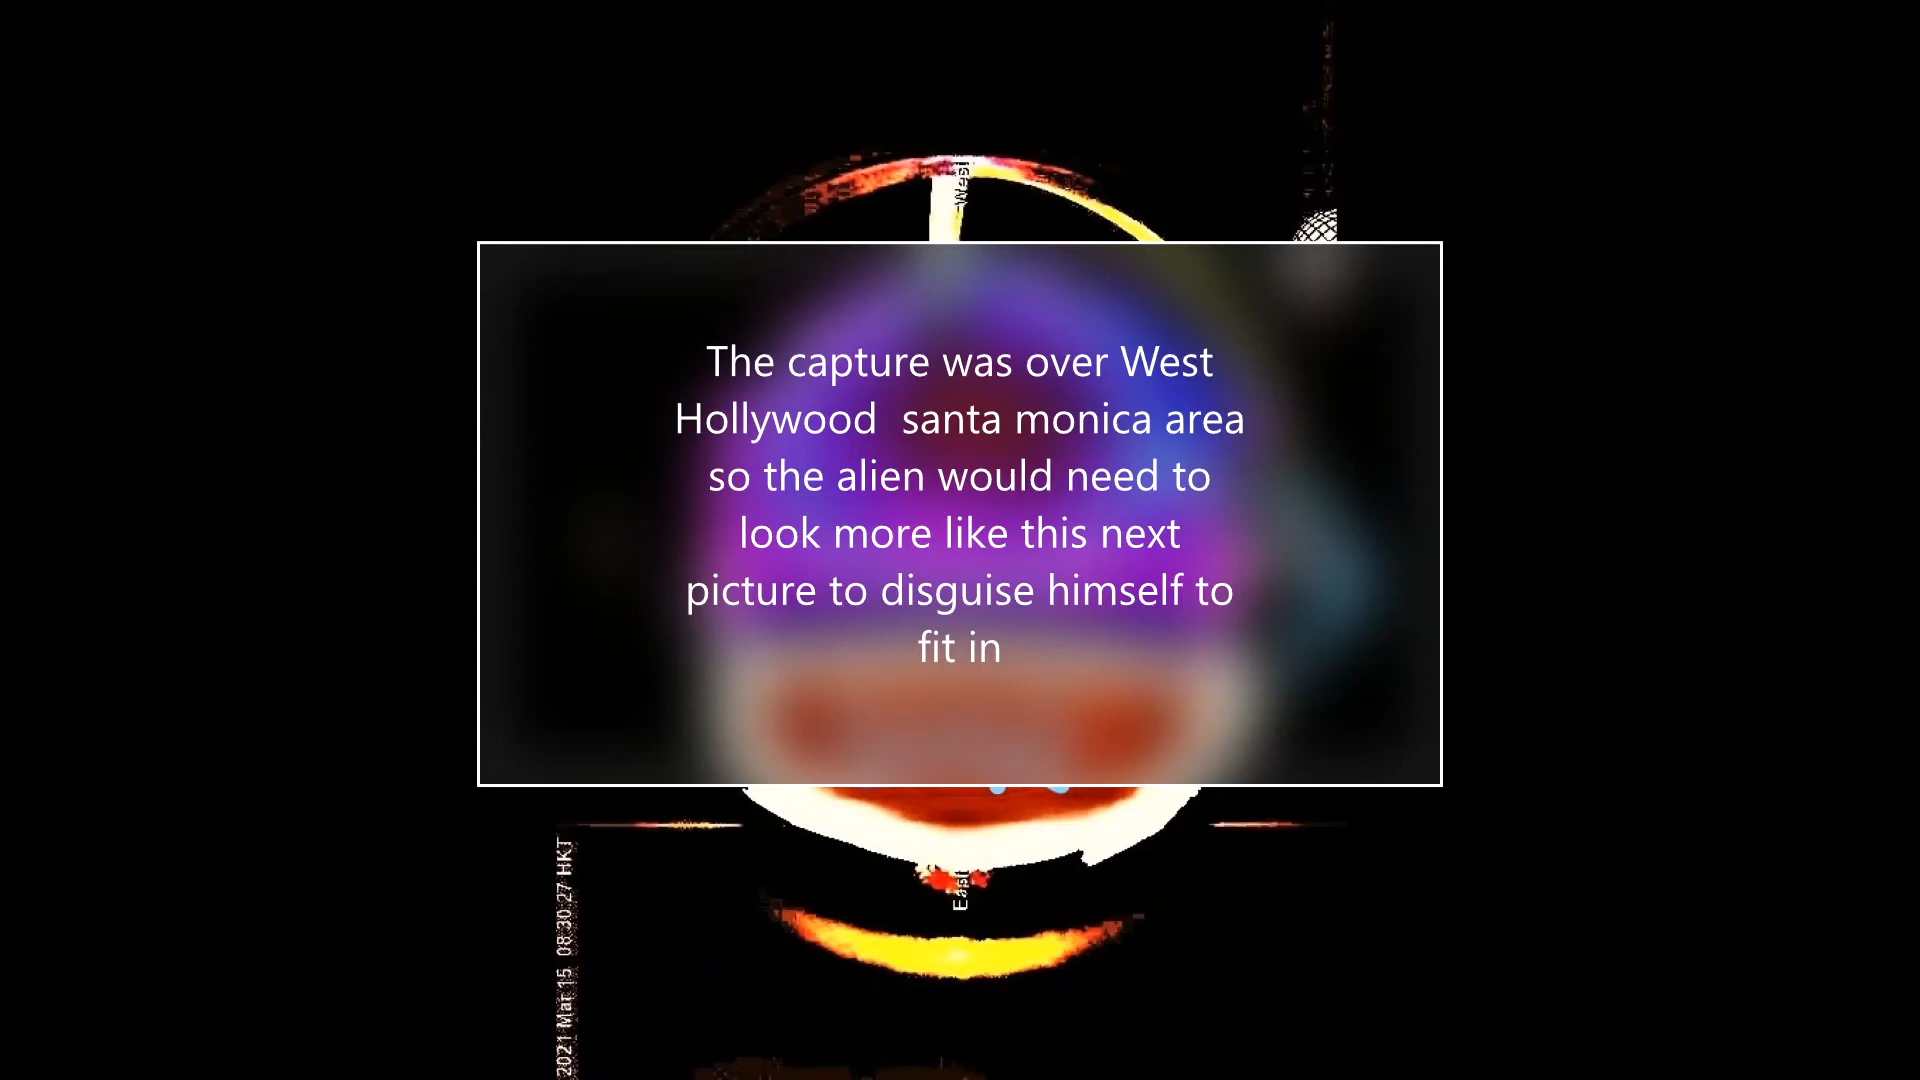 West
The capture was over West
Hollywood  santa monica area
so the alien would need to
look more like this next
picture to disguise himself to
fit in
East
2021 Mar 15  08:30:27 HKT